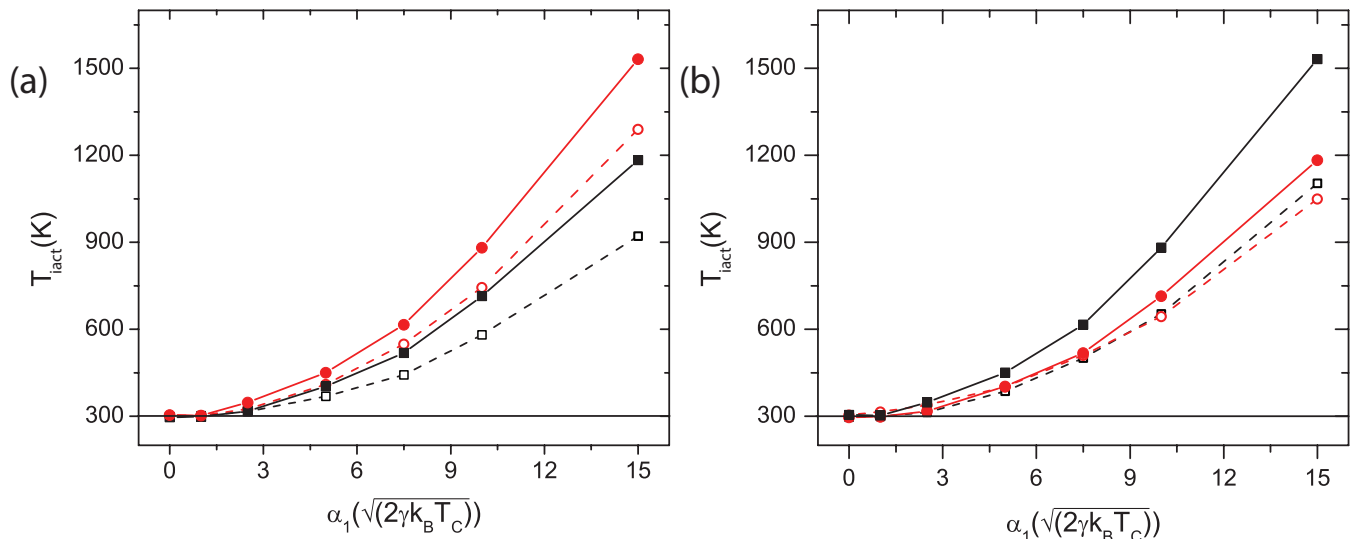 (a)
T_iact(K)
1500
1200
900
600
300
0 3 6 9 12 15
α_1(√(2γk_BT_C))
(b)
T_iact(K)
1500
1200
900
600
300
0 3 6 9 12 15
α_1(√(2γk_BT_C))